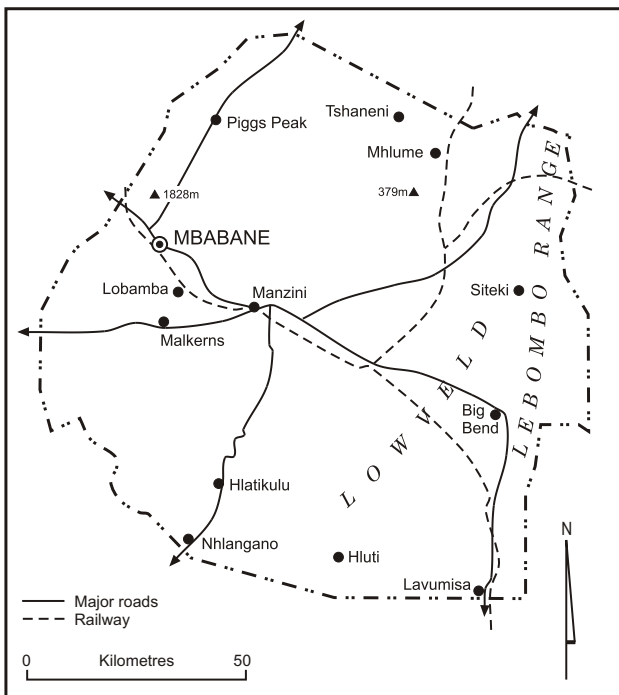 Tshaneni
Piggs Peak
Mhlume
1828m
379m
MBABANE
Lobamba
Manzini
Siteki
Malkerns
LEBOMBO RANGE
LOWVELD
Big
Bend
Hlatikulu
Nhlangano
Hluti
Lavumisa
N
Major roads
Railway
0 Kilometres 50